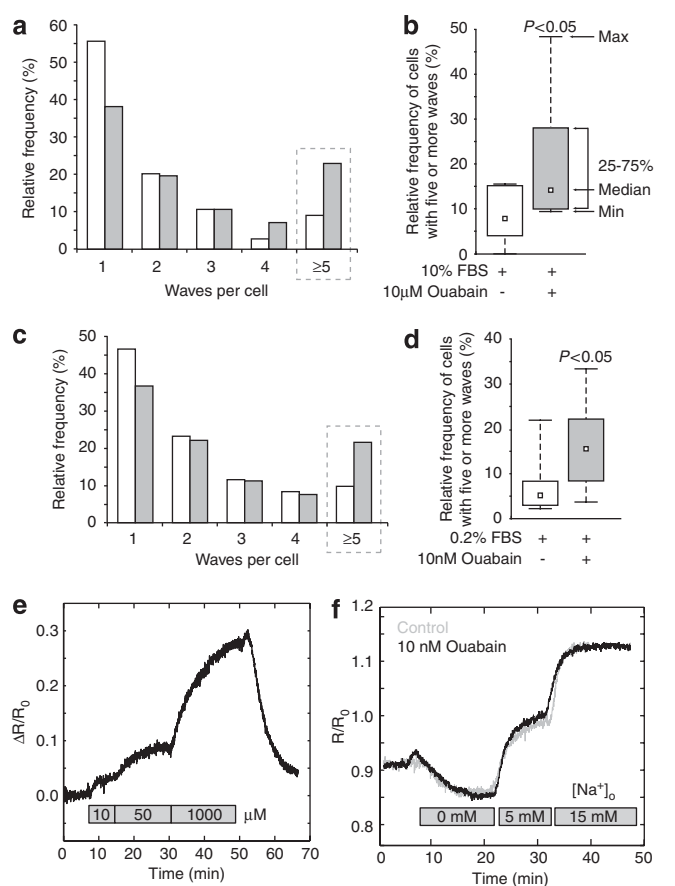 a
60
50
40
30
20
10
0
Relative frequency (%)
1 2 3 4 ≥5
Waves per cell
b
50
40
30
20
10
0
Relative frequency of cells
with five or more waves (%)
P<0.05
Max
25-75%
Median
Min
10% FBS + +
10μM Ouabain - +
c
50
40
30
20
10
0
Relative frequency (%)
1 2 3 4 ≥5
Waves per cell
d
40
30
20
10
0
Relative frequency of cells
with five or more waves (%)
P<0.05
0.2% FBS + +
10nM Ouabain - +
e
0.3
0.2
0.1
0.0
ΔR/R0
10 50 1000 μM
0 10 20 30 40 50 60 70
Time (min)
f
1.2
1.1
1.0
0.9
0.8
R/R0
Control
10 nM Ouabain
[Na+]o
0 mM 5 mM 15 mM
0 10 20 30 40 50
Time (min)